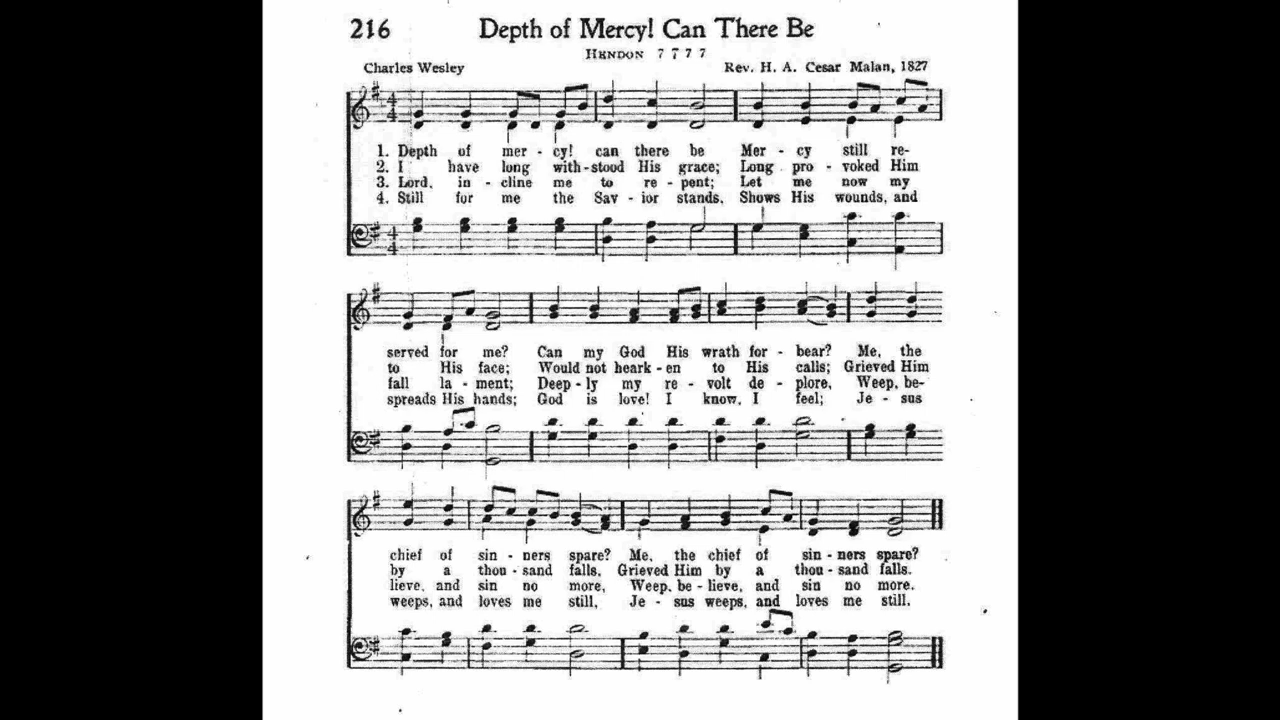 216 Depth of Mercy! Can There Be
HENDON 7 7 7 7
Charles Wesley Rev. H. A. Cesar Malan, 1827
1. Depth of mer - cy! can there be Mer - cy still re-
2. I have long with - stood His grace; Long pro - voked Him
3. Lord, in - cline me to re - pent; Let me now my
4. Still for me the Sav - ior stands, Shows His wounds, and
served for me? Can my God His wrath for - bear? Me, the
to His face; Would not heark - en to His calls; Grieved Him
fall la - ment; Deep - ly my re - volt de - plore, Weep, be-
spreads His hands; God is love! I know, I feel; Je - sus
chief of sin - ners spare? Me, the chief of sin - ners spare?
by a thou - sand falls, Grieved Him by a thou - sand falls.
lieve, and sin no more, Weep, be - lieve, and sin no more.
weeps, and loves me still, Je - sus weeps, and loves me still.